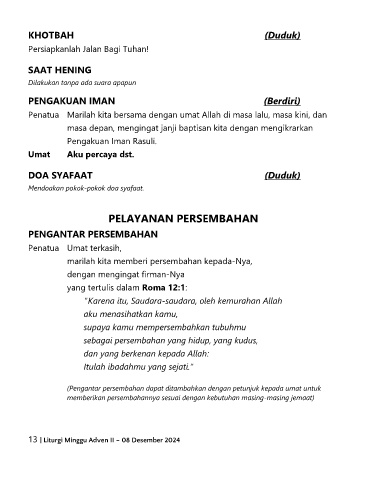 KHOTBAH (Duduk)
Persiapkanlah Jalan Bagi Tuhan!
SAAT HENING
Dilakukan tanpa ada suara apapun
PENGAKUAN IMAN (Berdiri)
Penatua Marilah kita bersama dengan umat Allah di masa lalu, masa kini, dan
masa depan, mengingat janji baptisan kita dengan mengikrarkan
Pengakuan Iman Rasuli.
Umat Aku percaya dst.
DOA SYAFAAT (Duduk)
Mendoakan pokok-pokok doa syafaat.
PELAYANAN PERSEMBAHAN
PENGANTAR PERSEMBAHAN
Penatua Umat terkasih,
marilah kita memberi persembahan kepada-Nya,
dengan mengingat firman-Nya
yang tertulis dalam Roma 12:1:
"Karena itu, Saudara-saudara, oleh kemurahan Allah
aku menasihatkan kamu,
supaya kamu mempersembahkan tubuhmu
sebagai persembahan yang hidup, yang kudus,
dan yang berkenan kepada Allah:
Itulah ibadahmu yang sejati."
(Pengantar persembahan dapat ditambahkan dengan petunjuk kepada umat untuk
memberikan persembahannya sesuai dengan kebutuhan masing-masing jemaat)
13 | Liturgi Minggu Adven II – 08 Desember 2024